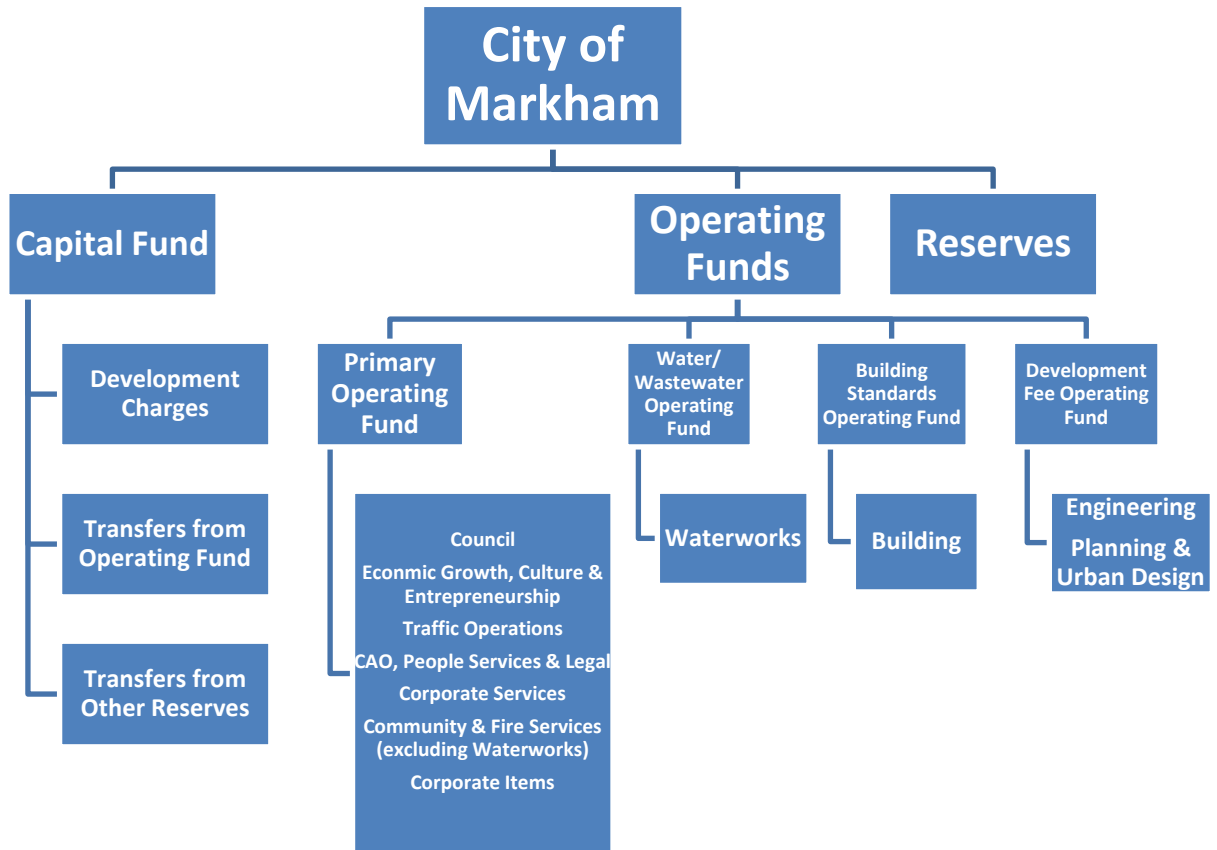 City of
Markham
Capital Fund
Operating
Funds
Reserves
Development
Charges
Transfers from
Operating Fund
Transfers from
Other Reserves
Primary
Operating
Fund
Council
Econmic Growth, Culture &
Entrepreneurship
Traffic Operations
CAO, People Services & Legal
Corporate Services
Community & Fire Services
(excluding Waterworks)
Corporate Items
Water/
Wastewater
Operating
Fund
Waterworks
Building
Standards
Operating Fund
Building
Development
Fee Operating
Fund
Engineering
Planning &
Urban Design